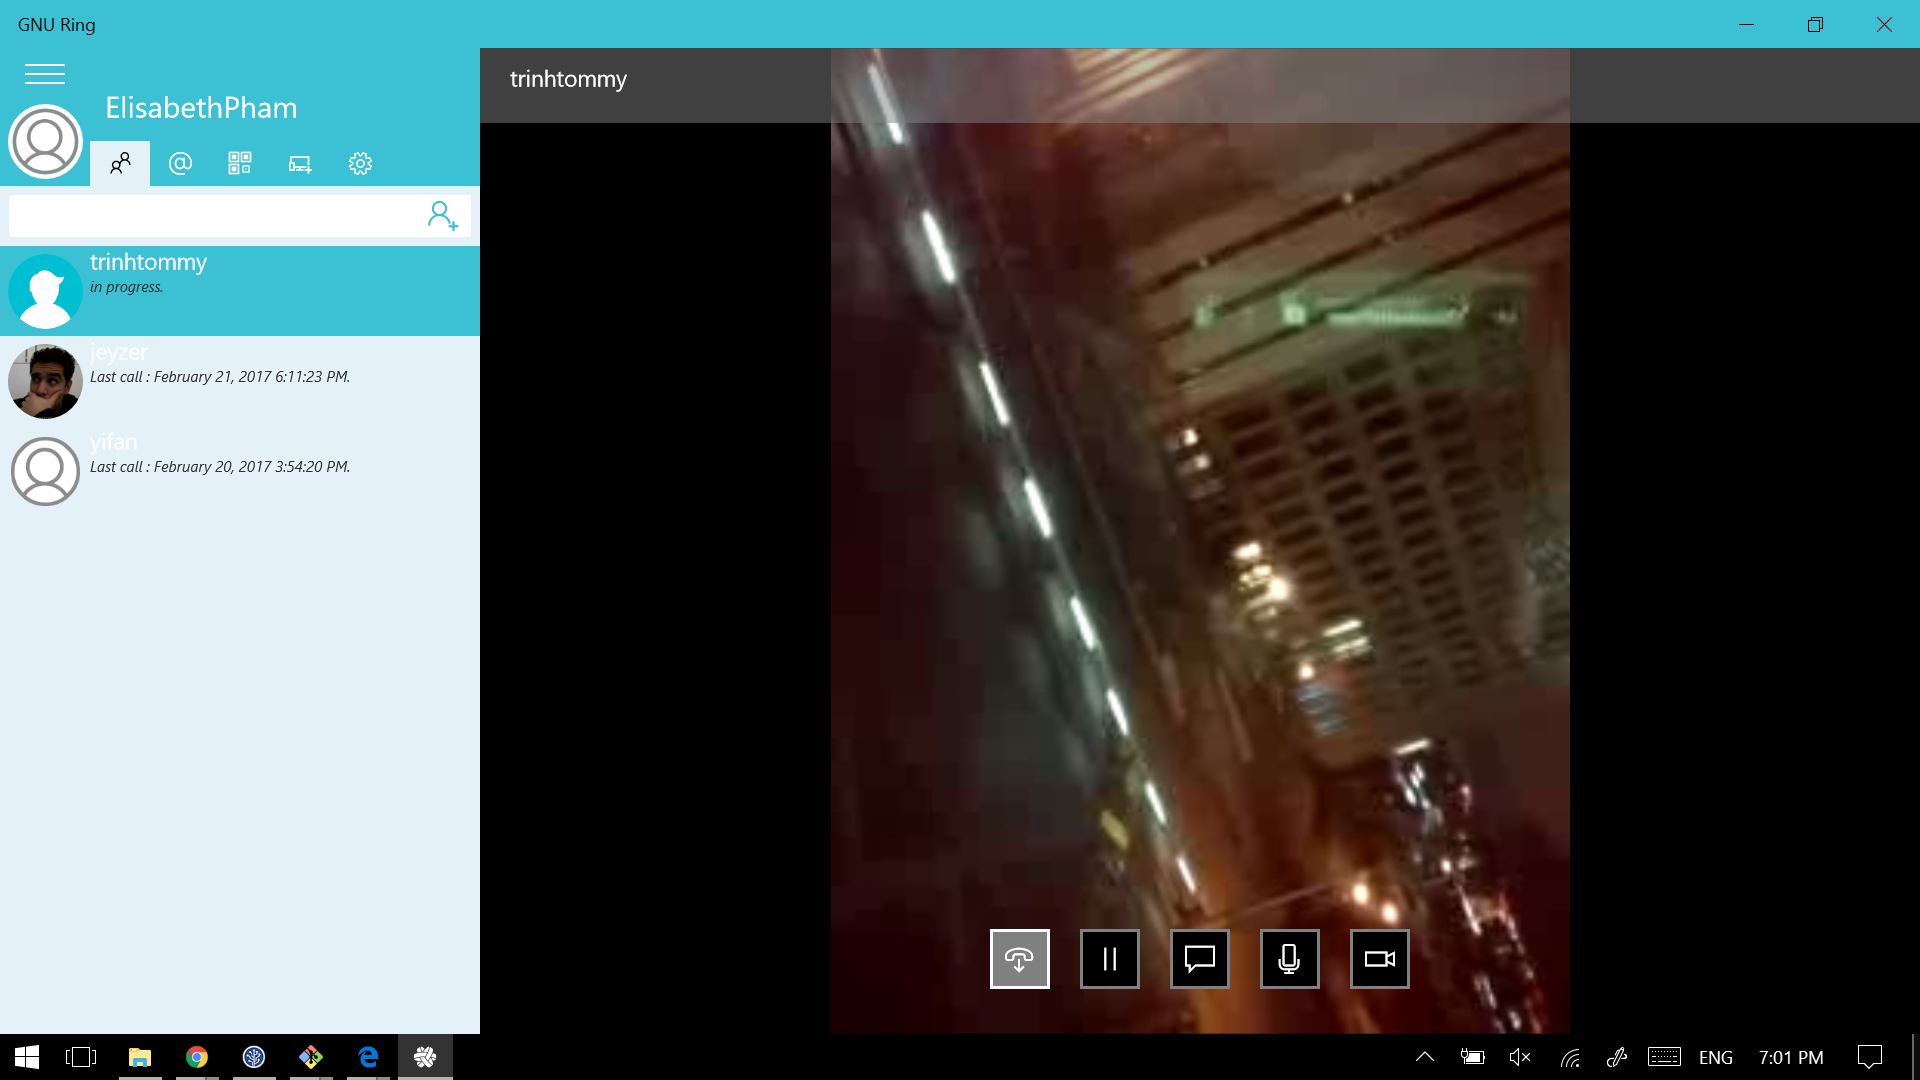 GNU Ring
ElisabethPham
trinhtommy
in progress.
jeyzer
Last call : February 21, 2017 6:11:23 PM.
yifan
Last call : February 20, 2017 3:54:20 PM.
trinhtommy
ENG
7:01 PM